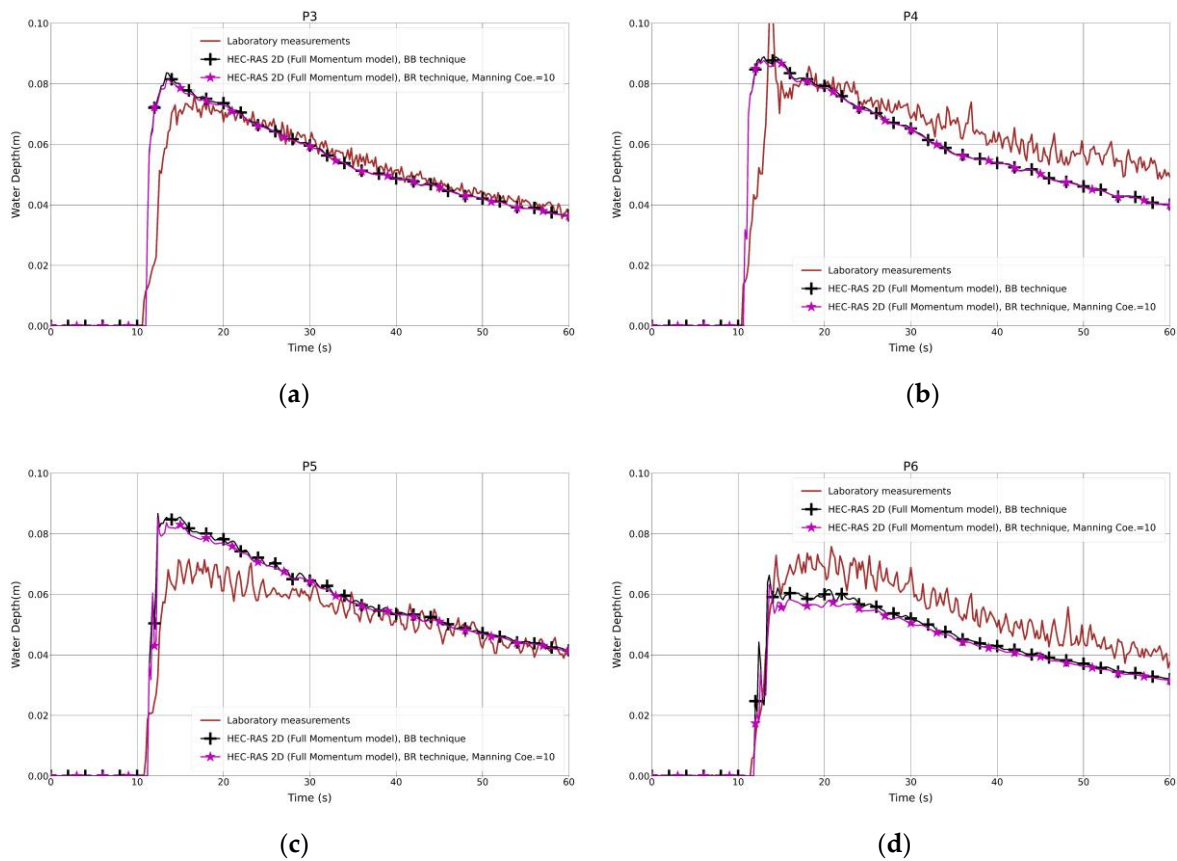 P3
Laboratory measurements
HEC-RAS 2D (Full Momentum model), BB technique
HEC-RAS 2D (Full Momentum model), BR technique, Manning Coe.=10
Water Depth(m)
0.10
0.08
0.06
0.04
0.02
0.00
0 10 20 30 40 50 60
Time (s)
(a)
P4
Laboratory measurements
HEC-RAS 2D (Full Momentum model), BB technique
HEC-RAS 2D (Full Momentum model), BR technique, Manning Coe.=10
Water Depth(m)
0.10
0.08
0.06
0.04
0.02
0.00
0 10 20 30 40 50 60
Time (s)
(b)
P5
Laboratory measurements
HEC-RAS 2D (Full Momentum model), BB technique
HEC-RAS 2D (Full Momentum model), BR technique, Manning Coe.=10
Water Depth(m)
0.10
0.08
0.06
0.04
0.02
0.00
0 10 20 30 40 50 60
Time (s)
(c)
P6
Laboratory measurements
HEC-RAS 2D (Full Momentum model), BB technique
HEC-RAS 2D (Full Momentum model), BR technique, Manning Coe.=10
Water Depth(m)
0.10
0.08
0.06
0.04
0.02
0.00
0 10 20 30 40 50 60
Time (s)
(d)